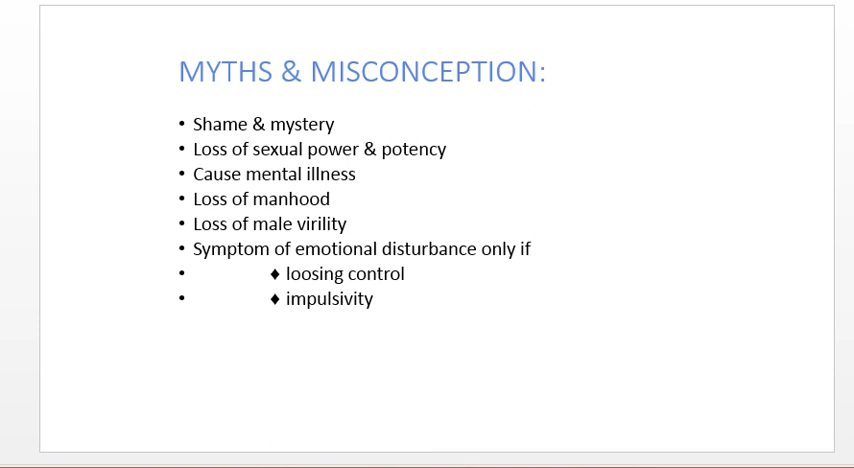 MYTHS & MISCONCEPTION:
• Shame & mystery
• Loss of sexual power & potency
• Cause mental illness
• Loss of manhood
• Loss of male virility
• Symptom of emotional disturbance only if
• ♦ loosing control
• ♦ impulsivity